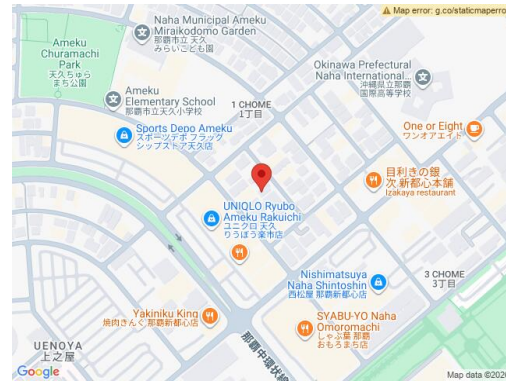 Map error: g.co/staticmaperro
Naha Municipal Ameku
Miraikodomo Garden
那覇市立 天久
みらいこども園
Ameku
Churamachi
Park
天久ちゅら
まち公園
Okinawa Prefectural
Naha International...
沖縄県立那覇
国際高等学校
Ameku
Elementary School
那覇市立天久小学校
1 CHOME
1丁目
Sports Depo Ameku
スポーツデポ フラッグ
シップストア天久店
One or Eight
ワンオアエイト
目利きの銀
次 新都心本舗
Izakaya restaurant
UNIQLO Ryubo
Ameku Rakuichi
ユニクロ 天久
りうぼう楽市店
Nishimatsuya
Naha Shintoshin
西松屋 那覇新都心店
3 CHOME
3丁目
Yakiniku King
焼肉きんぐ 那覇新都心店
SYABU-YO Naha
Omoromachi
しゃぶ葉 那覇
おもろまち店
UENOYA
上之屋
那覇中環状線
Google
Map data ©2026